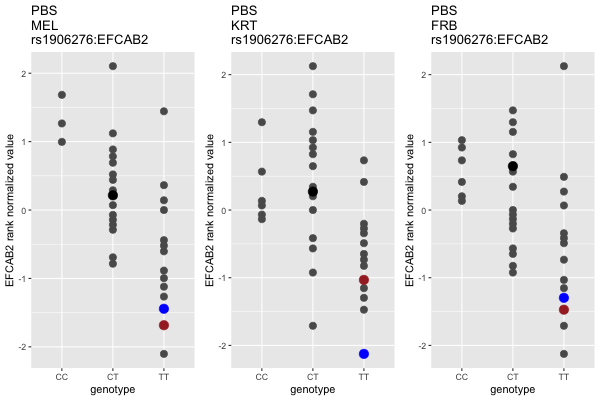 PBS
MEL
rs1906276:EFCAB2
EFCAB2 rank normalized value
2
1
0
-1
-2
CC
CT
TT
genotype
PBS
KRT
rs1906276:EFCAB2
EFCAB2 rank normalized value
2
1
0
-1
-2
CC
CT
TT
genotype
PBS
FRB
rs1906276:EFCAB2
EFCAB2 rank normalized value
2
1
0
-1
-2
CC
CT
TT
genotype